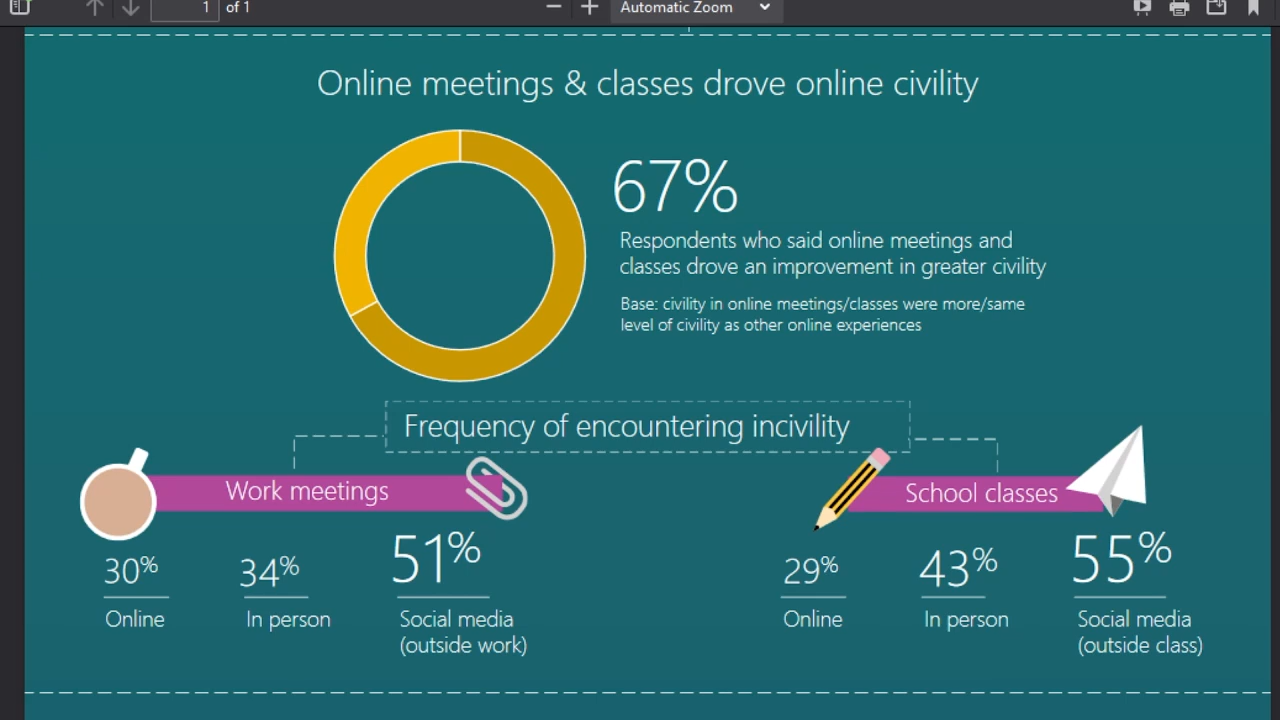 1 of 1 Automatic Zoom
Online meetings & classes drove online civility
67%
Respondents who said online meetings and
classes drove an improvement in greater civility
Base: civility in online meetings/classes were more/same
level of civility as other online experiences
Frequency of encountering incivility
Work meetings
30% 34% 51%
Online In person Social media
(outside work)
School classes
29% 43% 55%
Online In person Social media
(outside class)